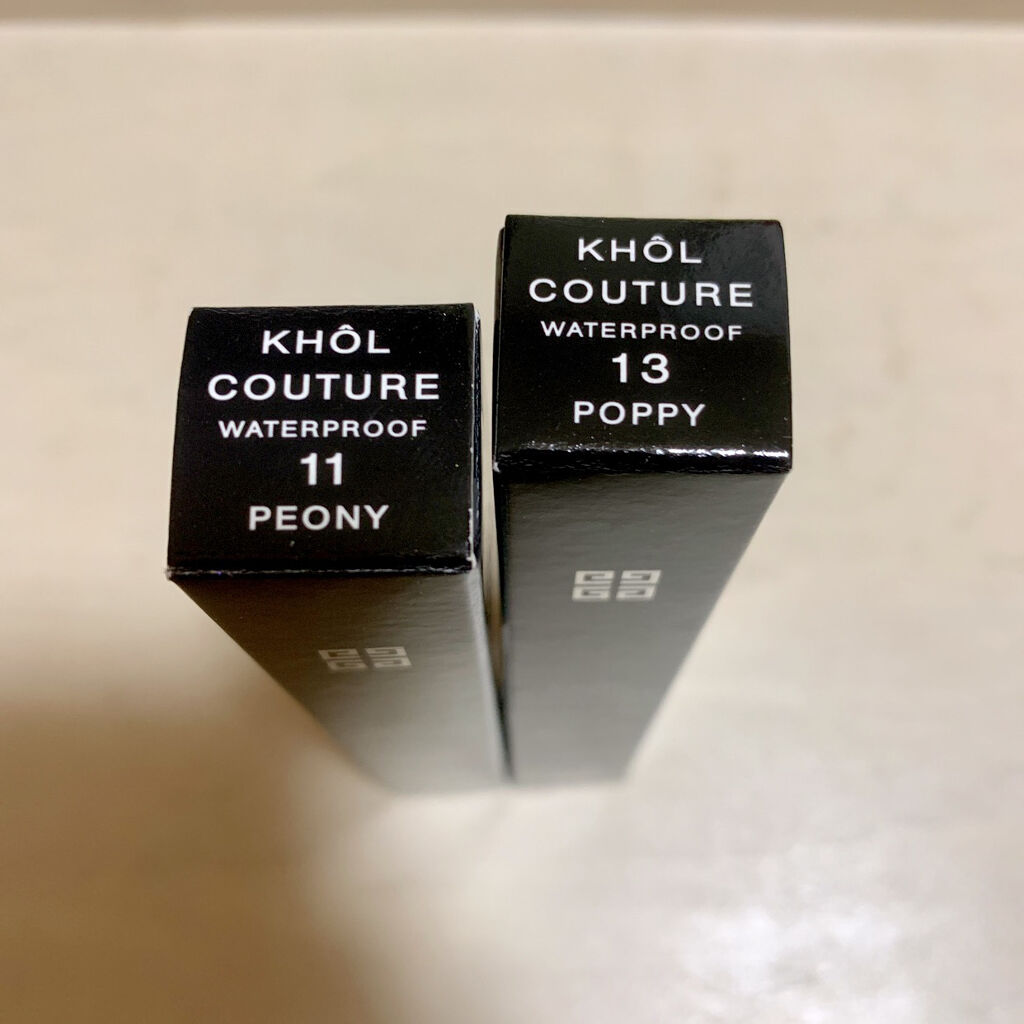 KHÔL
COUTURE
WATERPROOF
11
PEONY
KHÔL
COUTURE
WATERPROOF
13
POPPY